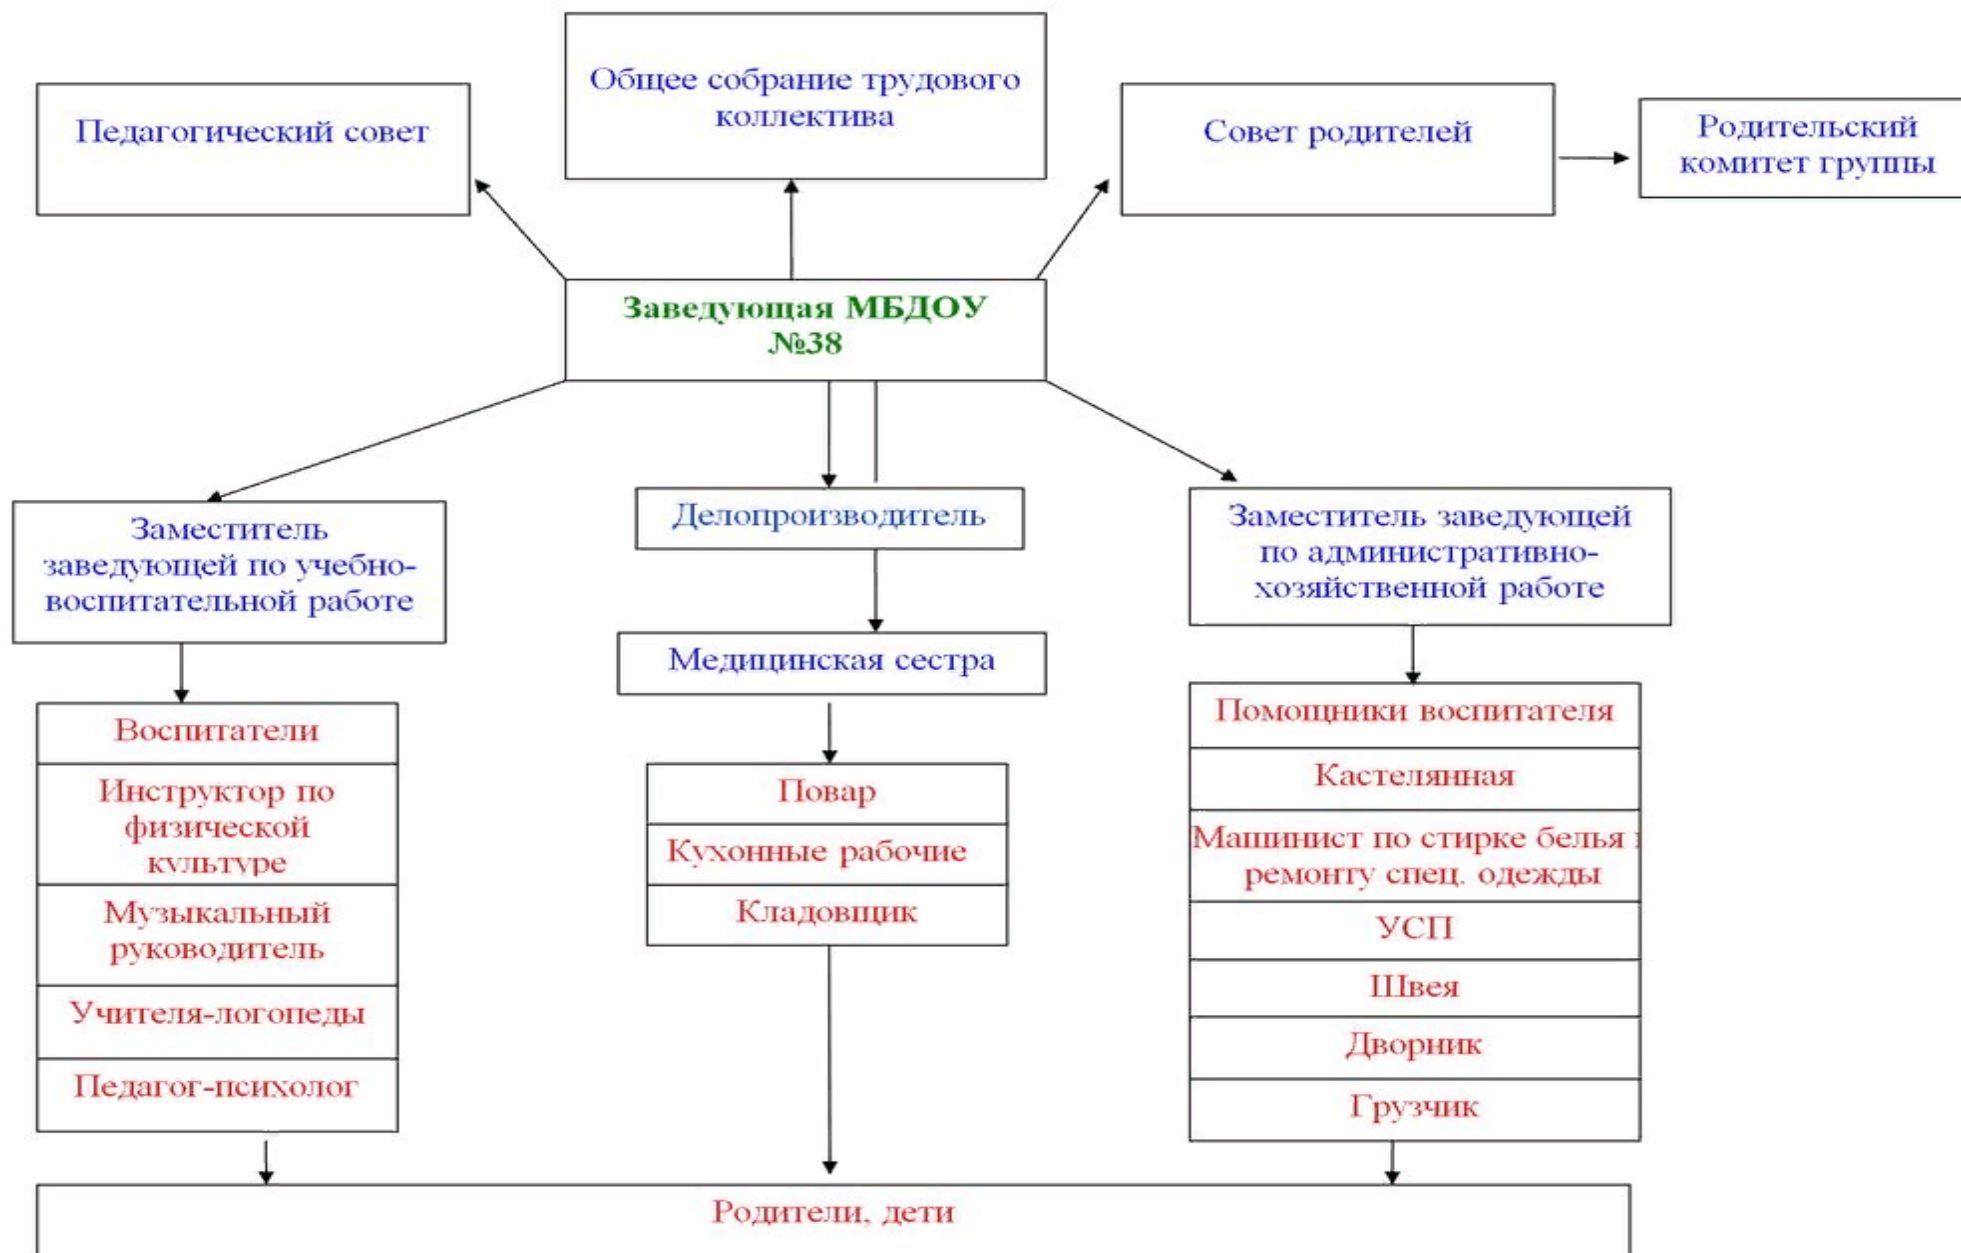 Общее собрание трудового
коллектива
Педагогический совет
Совет родителей
Родительский
комитет группы
Заведующая МБДОУ
№38
Заместитель
заведующей по учебно-
воспитательной работе
Делопроизводитель
Заместитель заведующей
по административно-
хозяйственной работе
Медицинская сестра
Воспитатели
Инструктор по
физической
культуре
Музыкальный
руководитель
Учителя-логопеды
Педагог-психолог
Повар
Кухонные рабочие
Кладовщик
Помощники воспитателя
Кастелянная
Машинист по стирке белья
ремонту спец. одежды
УСП
Швея
Дворник
Грузчик
Родители, дети